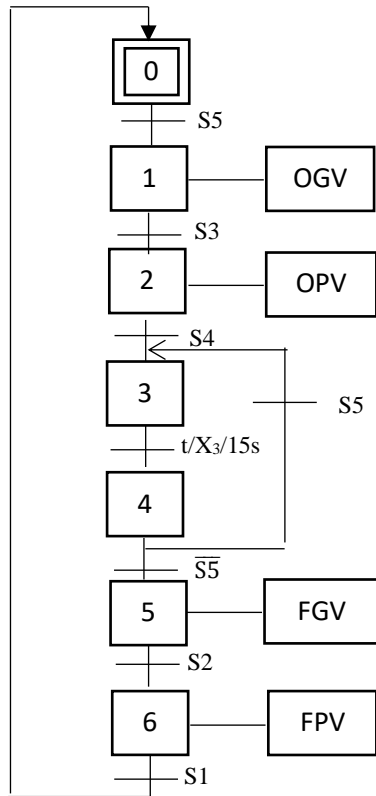 0
S5
1 OGV
S3
2 OPV
S4
3
S5
t/X₃/15s
4
S̅5̅
5 FGV
S2
6 FPV
S1